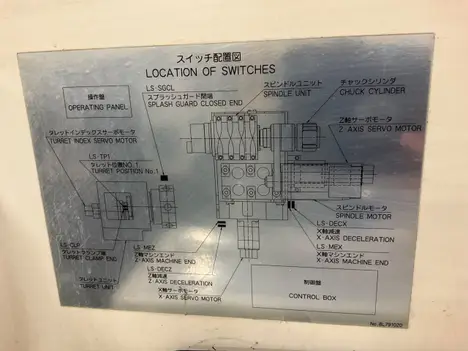 スイッチ配置図
LOCATION OF SWITCHES
操作盤
OPERATING PANEL
LS-SGCL
スプラッシュガード閉端
SPLASH GUARD CLOSED END
スピンドルユニット
SPINDLE UNIT
チャックシリンダ
CHUCK CYLINDER
タレットインデックスサーボモータ
TURRET INDEX SERVO MOTOR
Z軸サーボモータ
Z-AXIS SERVO MOTOR
LS-TP1
タレット位置NO.1
TURRET POSITION No.1
LS-CLP
タレットクランプ端
TURRET CLAMP END
タレットユニット
TURRET UNIT
LS-MEZ
Z軸マシンエンド
Z-AXIS MACHINE END
LS-DECZ
Z軸減速
Z-AXIS DECELERATION
X軸サーボモータ
X-AXIS SERVO MOTOR
スピンドルモータ
SPINDLE MOTOR
LS-DECX
X軸減速
X-AXIS DECELERATION
LS-MEX
X軸マシンエンド
X-AXIS MACHINE END
制御盤
CONTROL BOX